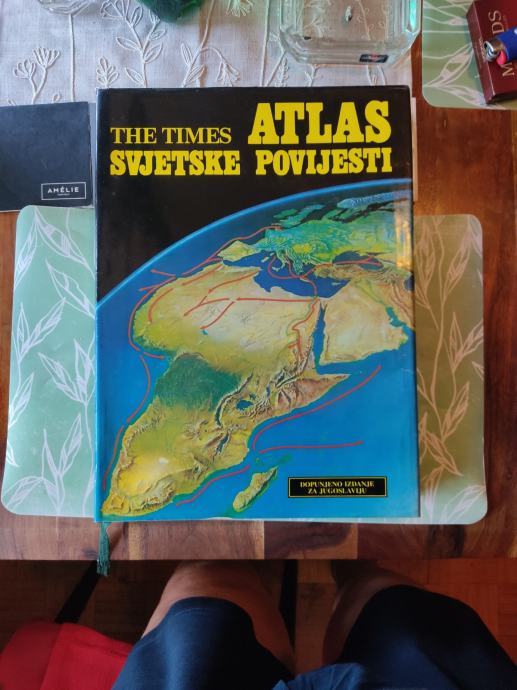 THE TIMES ATLAS
SVJETSKE POVIJESTI
AMÉLIE
DOPUNJENO IZDANJE
ZA JUGOSLAVIJU